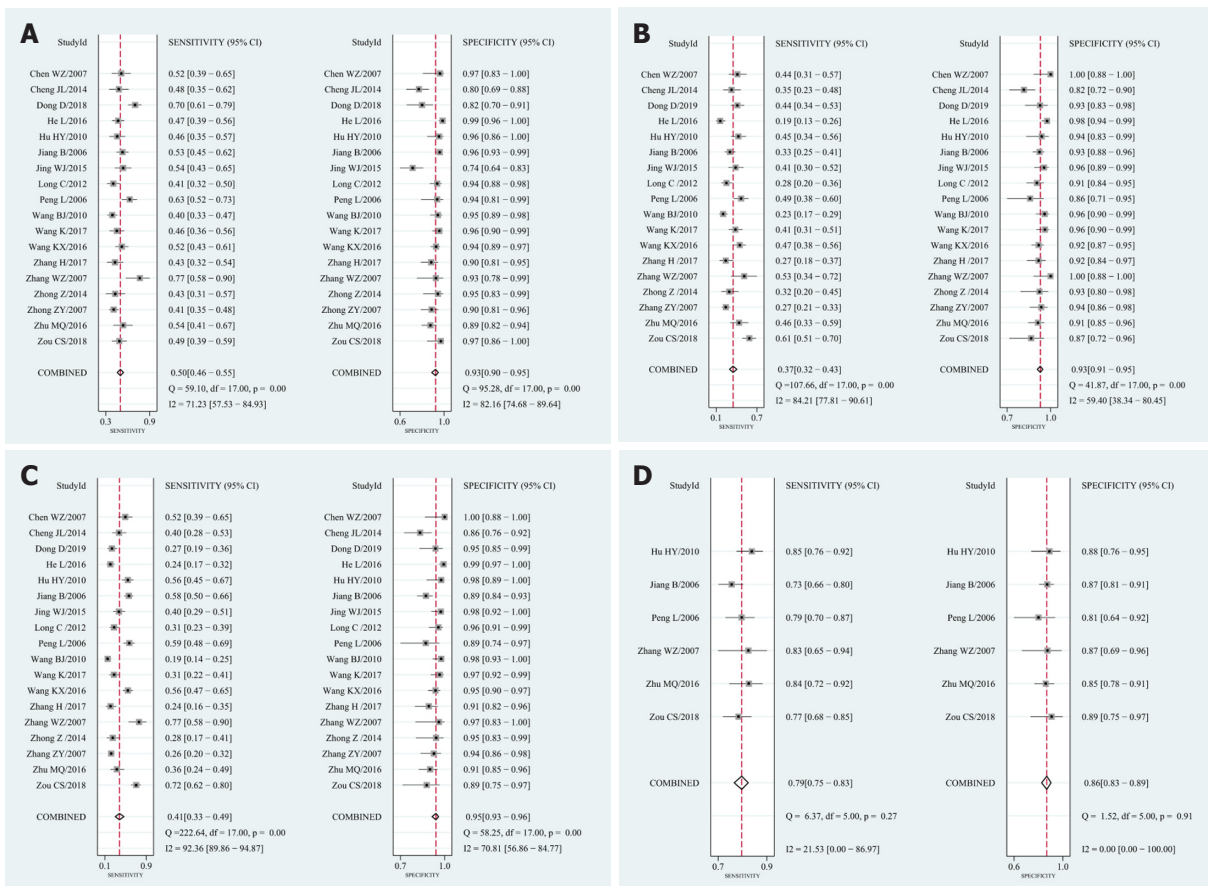 A
StudyId SENSITIVITY (95% CI) StudyId SPECIFICITY (95% CI)
Chen WZ/2007 0.52 [0.39 − 0.65] Chen WZ/2007 0.97 [0.83 − 1.00]
Cheng JL/2014 0.48 [0.35 − 0.62] Cheng JL/2014 0.80 [0.69 − 0.88]
Dong D/2018 0.70 [0.61 − 0.79] Dong D/2018 0.82 [0.70 − 0.91]
He L/2016 0.47 [0.39 − 0.56] He L/2016 0.99 [0.96 − 1.00]
Hu HY/2010 0.46 [0.35 − 0.57] Hu HY/2010 0.96 [0.86 − 1.00]
Jiang B/2006 0.53 [0.45 − 0.62] Jiang B/2006 0.96 [0.93 − 0.99]
Jing WJ/2015 0.54 [0.43 − 0.65] Jing WJ/2015 0.74 [0.64 − 0.83]
Long C/2012 0.41 [0.32 − 0.50] Long C/2012 0.94 [0.88 − 0.98]
Peng L/2006 0.63 [0.52 − 0.73] Peng L/2006 0.94 [0.81 − 0.99]
Wang BJ/2010 0.40 [0.33 − 0.47] Wang BJ/2010 0.95 [0.89 − 0.98]
Wang K/2017 0.46 [0.36 − 0.56] Wang K/2017 0.96 [0.90 − 0.99]
Wang KX/2016 0.52 [0.43 − 0.61] Wang KX/2016 0.94 [0.89 − 0.97]
Zhang H/2017 0.43 [0.32 − 0.54] Zhang H/2017 0.90 [0.81 − 0.95]
Zhang WZ/2007 0.77 [0.58 − 0.90] Zhang WZ/2007 0.93 [0.78 − 0.99]
Zhong Z/2014 0.43 [0.31 − 0.57] Zhong Z/2014 0.95 [0.83 − 0.99]
Zhong ZY/2007 0.41 [0.35 − 0.48] Zhong ZY/2007 0.90 [0.81 − 0.96]
Zhu MQ/2016 0.54 [0.41 − 0.67] Zhu MQ/2016 0.89 [0.82 − 0.94]
Zou CS/2018 0.49 [0.39 − 0.59] Zou CS/2018 0.97 [0.86 − 1.00]
COMBINED 0.50[0.46 − 0.55] COMBINED 0.93[0.90 − 0.95]
Q = 59.10, df = 17.00, p = 0.00 Q = 95.28, df = 17.00, p = 0.00
I2 = 71.23 [57.53 − 84.93] I2 = 82.16 [74.68 − 89.64]
0.3 0.9 0.6 1.0
SENSITIVITY SPECIFICITY
B
StudyId SENSITIVITY (95% CI) StudyId SPECIFICITY (95% CI)
Chen WZ/2007 0.44 [0.31 − 0.57] Chen WZ/2007 1.00 [0.88 − 1.00]
Cheng JL/2014 0.35 [0.23 − 0.48] Cheng JL/2014 0.82 [0.72 − 0.90]
Dong D/2019 0.44 [0.34 − 0.53] Dong D/2019 0.93 [0.83 − 0.98]
He L/2016 0.19 [0.13 − 0.26] He L/2016 0.98 [0.94 − 0.99]
Hu HY/2010 0.45 [0.34 − 0.56] Hu HY/2010 0.94 [0.83 − 0.99]
Jiang B/2006 0.33 [0.25 − 0.41] Jiang B/2006 0.93 [0.88 − 0.96]
Jing WJ/2015 0.41 [0.30 − 0.52] Jing WJ/2015 0.96 [0.89 − 0.99]
Long C /2012 0.28 [0.20 − 0.36] Long C /2012 0.91 [0.84 − 0.95]
Peng L/2006 0.49 [0.38 − 0.60] Peng L/2006 0.86 [0.71 − 0.95]
Wang BJ/2010 0.23 [0.17 − 0.29] Wang BJ/2010 0.96 [0.90 − 0.99]
Wang K/2017 0.41 [0.31 − 0.51] Wang K/2017 0.96 [0.90 − 0.99]
Wang KX/2016 0.47 [0.38 − 0.56] Wang KX/2016 0.92 [0.87 − 0.95]
Zhang H /2017 0.27 [0.18 − 0.37] Zhang H /2017 0.92 [0.84 − 0.97]
Zhang WZ/2007 0.53 [0.34 − 0.72] Zhang WZ/2007 1.00 [0.88 − 1.00]
Zhong Z /2014 0.32 [0.20 − 0.45] Zhong Z /2014 0.93 [0.80 − 0.98]
Zhang ZY/2007 0.27 [0.21 − 0.33] Zhang ZY/2007 0.94 [0.86 − 0.98]
Zhu MQ/2016 0.46 [0.33 − 0.59] Zhu MQ/2016 0.91 [0.85 − 0.96]
Zou CS/2018 0.61 [0.51 − 0.70] Zou CS/2018 0.87 [0.72 − 0.96]
COMBINED 0.37[0.32 − 0.43] COMBINED 0.93[0.91 − 0.95]
Q =107.66, df = 17.00, p = 0.00 Q = 41.87, df = 17.00, p = 0.00
I2 = 84.21 [77.81 − 90.61] I2 = 59.40 [38.34 − 80.45]
0.1 0.7 0.7 1.0
SENSITIVITY SPECIFICITY
C
StudyId SENSITIVITY (95% CI) StudyId SPECIFICITY (95% CI)
Chen WZ/2007 0.52 [0.39 − 0.65] Chen WZ/2007 1.00 [0.88 − 1.00]
Cheng JL/2014 0.40 [0.28 − 0.53] Cheng JL/2014 0.86 [0.76 − 0.92]
Dong D/2019 0.27 [0.19 − 0.36] Dong D/2019 0.95 [0.85 − 0.99]
He L/2016 0.24 [0.17 − 0.32] He L/2016 0.99 [0.97 − 1.00]
Hu HY/2010 0.56 [0.45 − 0.67] Hu HY/2010 0.98 [0.89 − 1.00]
Jiang B/2006 0.58 [0.50 − 0.66] Jiang B/2006 0.89 [0.84 − 0.93]
Jing WJ/2015 0.40 [0.29 − 0.51] Jing WJ/2015 0.98 [0.92 − 1.00]
Long C /2012 0.31 [0.23 − 0.39] Long C /2012 0.96 [0.91 − 0.99]
Peng L/2006 0.59 [0.48 − 0.69] Peng L/2006 0.89 [0.74 − 0.97]
Wang BJ/2010 0.19 [0.14 − 0.25] Wang BJ/2010 0.98 [0.93 − 1.00]
Wang K/2017 0.31 [0.22 − 0.41] Wang K/2017 0.97 [0.92 − 0.99]
Wang KX/2016 0.56 [0.47 − 0.65] Wang KX/2016 0.95 [0.90 − 0.97]
Zhang H /2017 0.24 [0.16 − 0.35] Zhang H /2017 0.91 [0.82 − 0.96]
Zhang WZ/2007 0.77 [0.58 − 0.90] Zhang WZ/2007 0.97 [0.83 − 1.00]
Zhong Z /2014 0.28 [0.17 − 0.41] Zhong Z /2014 0.95 [0.83 − 0.99]
Zhang ZY/2007 0.26 [0.20 − 0.32] Zhang ZY/2007 0.94 [0.86 − 0.98]
Zhu MQ/2016 0.36 [0.24 − 0.49] Zhu MQ/2016 0.91 [0.85 − 0.96]
Zou CS/2018 0.72 [0.62 − 0.80] Zou CS/2018 0.89 [0.75 − 0.97]
COMBINED 0.41[0.33 − 0.49] COMBINED 0.95[0.93 − 0.96]
Q =222.64, df = 17.00, p = 0.00 Q = 58.25, df = 17.00, p = 0.00
I2 = 92.36 [89.86 − 94.87] I2 = 70.81 [56.86 − 84.77]
0.1 0.9 0.7 1.0
SENSITIVITY SPECIFICITY
D
StudyId SENSITIVITY (95% CI) StudyId SPECIFICITY (95% CI)
Hu HY/2010 0.85 [0.76 − 0.92] Hu HY/2010 0.88 [0.76 − 0.95]
Jiang B/2006 0.73 [0.66 − 0.80] Jiang B/2006 0.87 [0.81 − 0.91]
Peng L/2006 0.79 [0.70 − 0.87] Peng L/2006 0.81 [0.64 − 0.92]
Zhang WZ/2007 0.83 [0.65 − 0.94] Zhang WZ/2007 0.87 [0.69 − 0.96]
Zhu MQ/2016 0.84 [0.72 − 0.92] Zhu MQ/2016 0.85 [0.78 − 0.91]
Zou CS/2018 0.77 [0.68 − 0.85] Zou CS/2018 0.89 [0.75 − 0.97]
COMBINED 0.79[0.75 − 0.83] COMBINED 0.86[0.83 − 0.89]
Q = 6.37, df = 5.00, p = 0.27 Q = 1.52, df = 5.00, p = 0.91
I2 = 21.53 [0.00 − 86.97] I2 = 0.00 [0.00 − 100.00]
0.7 0.9 0.6 1.0
SENSITIVITY SPECIFICITY